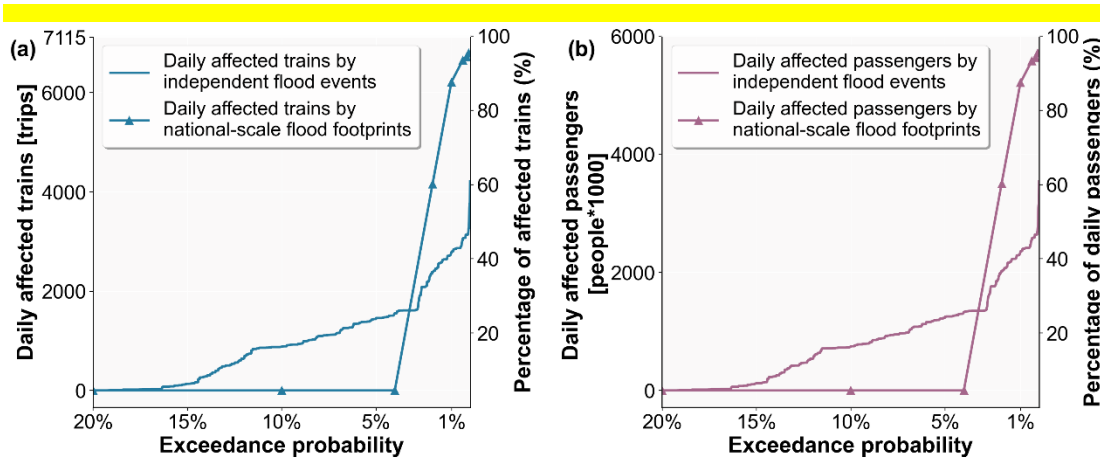 (a)
7115
6000
4000
2000
0
Daily affected trains [trips]
Daily affected trains by
independent flood events
Daily affected trains by
national-scale flood footprints
100
80
60
40
20
Percentage of affected trains (%)
20%
15%
10%
5%
1%
Exceedance probability
(b)
6000
4000
2000
0
Daily affected passengers
[people*1000]
Daily affected passengers by
independent flood events
Daily affected passengers by
national-scale flood footprints
100
80
60
40
20
Percentage of daily passengers (%)
20%
15%
10%
5%
1%
Exceedance probability